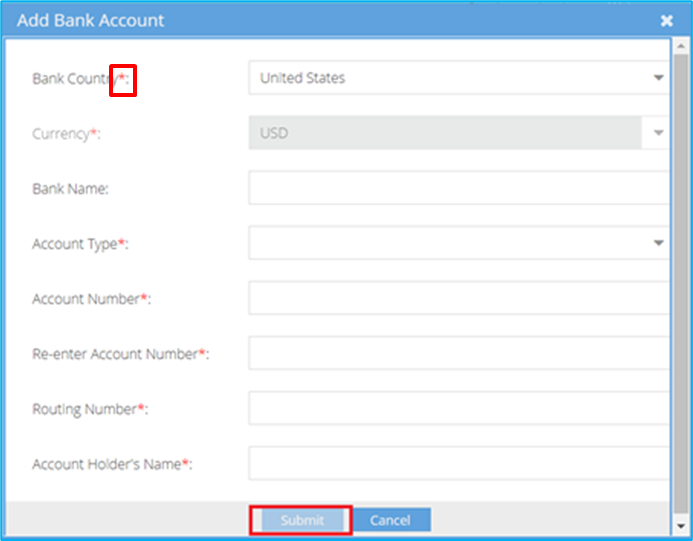 Add Bank Account
Bank Country*: United States
Currency*: USD
Bank Name:
Account Type*:
Account Number*:
Re-enter Account Number*:
Routing Number*:
Account Holder's Name*:
Submit Cancel